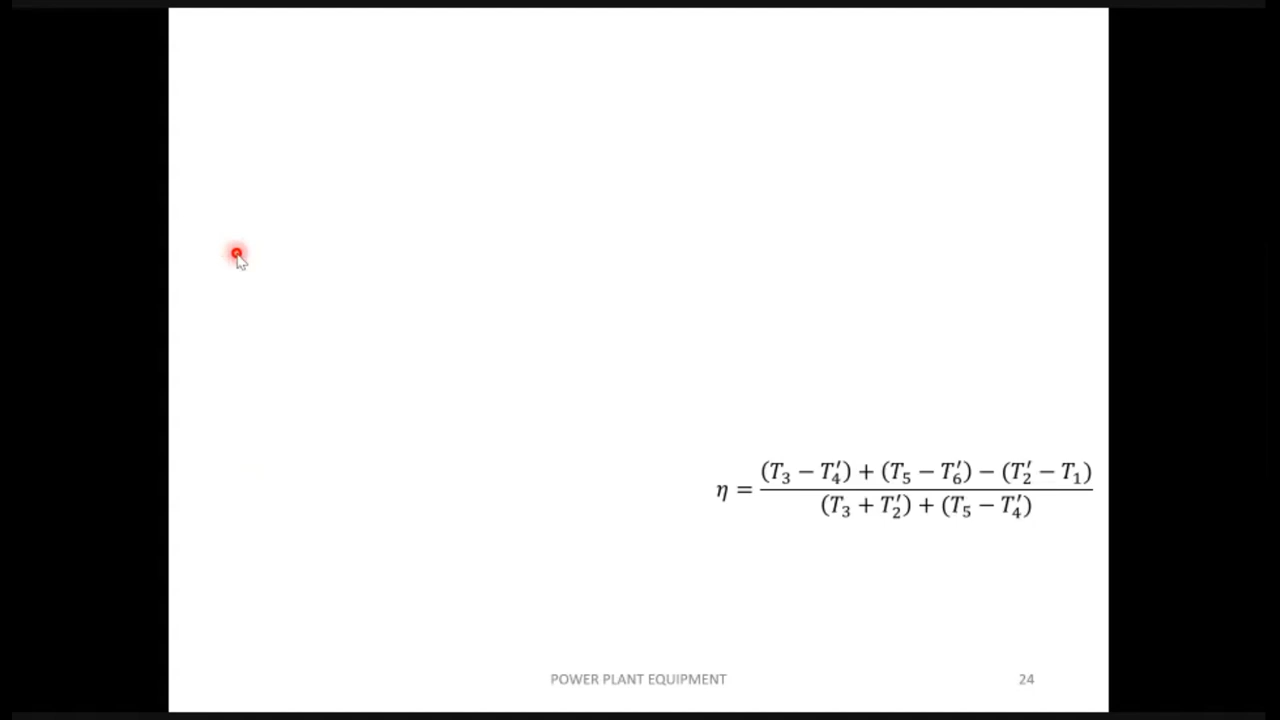 η = (T₃ − T₄′) + (T₅ − T₆′) − (T₂′ − T₁) / (T₃ + T₂′) + (T₅ − T₄′)
POWER PLANT EQUIPMENT 24